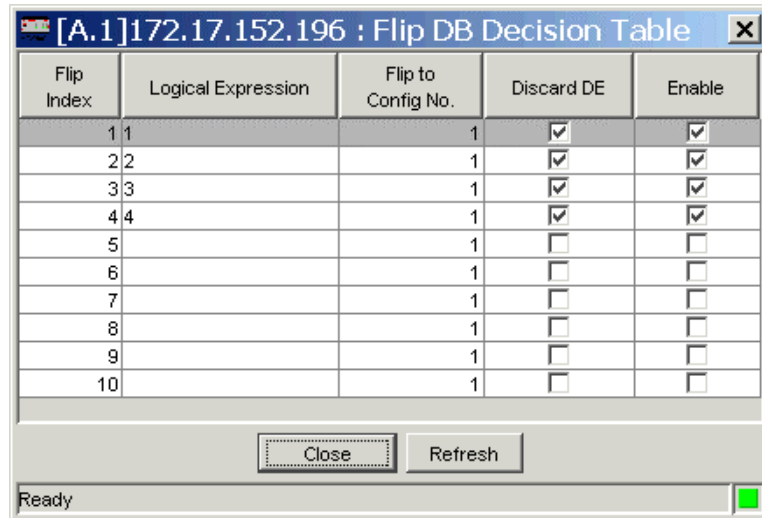 [A.1]172.17.152.196 : Flip DB Decision Table
Flip Index Logical Expression Flip to Config No. Discard DE Enable
1 1 1
2 2 1
3 3 1
4 4 1
5 1
6 1
7 1
8 1
9 1
10 1
Close Refresh
Ready